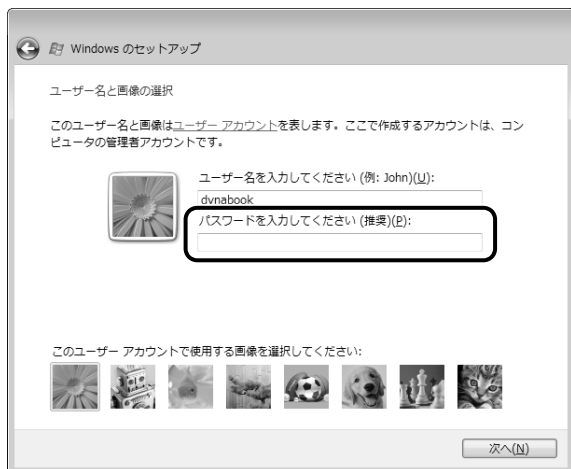 Windows のセットアップ
ユーザー名と画像の選択
このユーザー名と画像はユーザー アカウントを表します。ここで作成するアカウントは、コン
ピュータの管理者アカウントです。
ユーザー名を入力してください (例: John)(U):
dynabook
パスワードを入力してください (推奨)(P):
このユーザー アカウントで使用する画像を選択してください:
次へ(N)